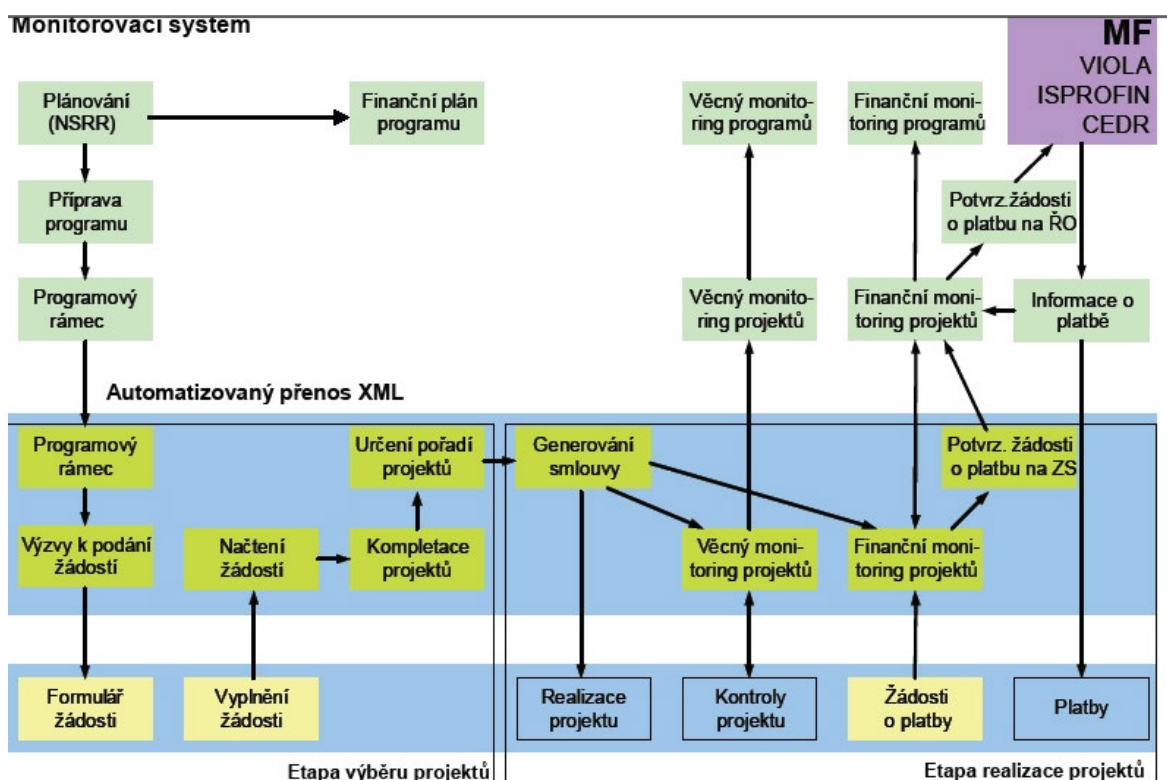 Monitorovací systém
MF
VIOLA
ISPROFIN
CEDR
Plánování
(NSRR)
Finanční plán
programu
Věcný monito-
ring programů
Finanční moni-
toring programů
Příprava
programu
Potvrz.žádosti
o platbu na ŘO
Programový
rámec
Věcný monito-
ring projektů
Finanční moni-
toring projektů
Informace o
platbě
Automatizovaný přenos XML
Programový
rámec
Určení pořadí
projektů
Generování
smlouvy
Potvrz. žádosti
o platbu na ZS
Výzvy k podání
žádostí
Načtení
žádostí
Kompletace
projektů
Věcný moni-
toring projektů
Finanční moni-
toring projektů
Formulář
žádosti
Vyplnění
žádosti
Realizace
projektu
Kontroly
projektu
Žádosti
o platby
Platby
Etapa výběru projektů
Etapa realizace projektů